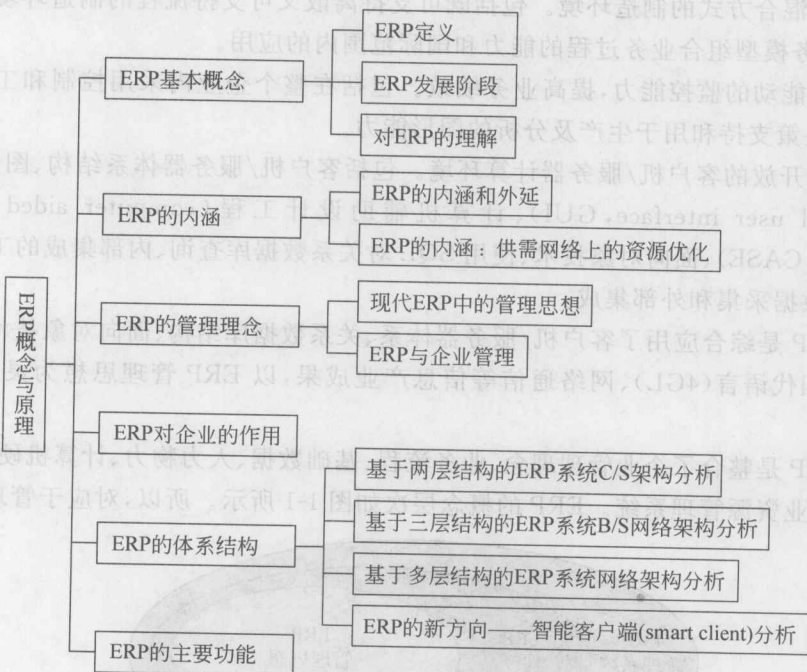 ERP概念与原理
ERP基本概念
ERP定义
ERP发展阶段
对ERP的理解
ERP的内涵
ERP的内涵和外延
ERP的内涵：供需网络上的资源优化
ERP的管理理念
现代ERP中的管理思想
ERP与企业管理
ERP对企业的作用
ERP的体系结构
基于两层结构的ERP系统C/S架构分析
基于三层结构的ERP系统B/S网络架构分析
基于多层结构的ERP系统网络架构分析
ERP的新方向 智能客户端(smart client)分析
ERP的主要功能